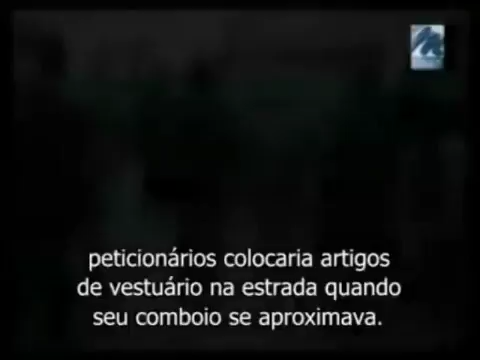 peticionários colocaria artigos
de vestuário na estrada quando
seu comboio se aproximava.